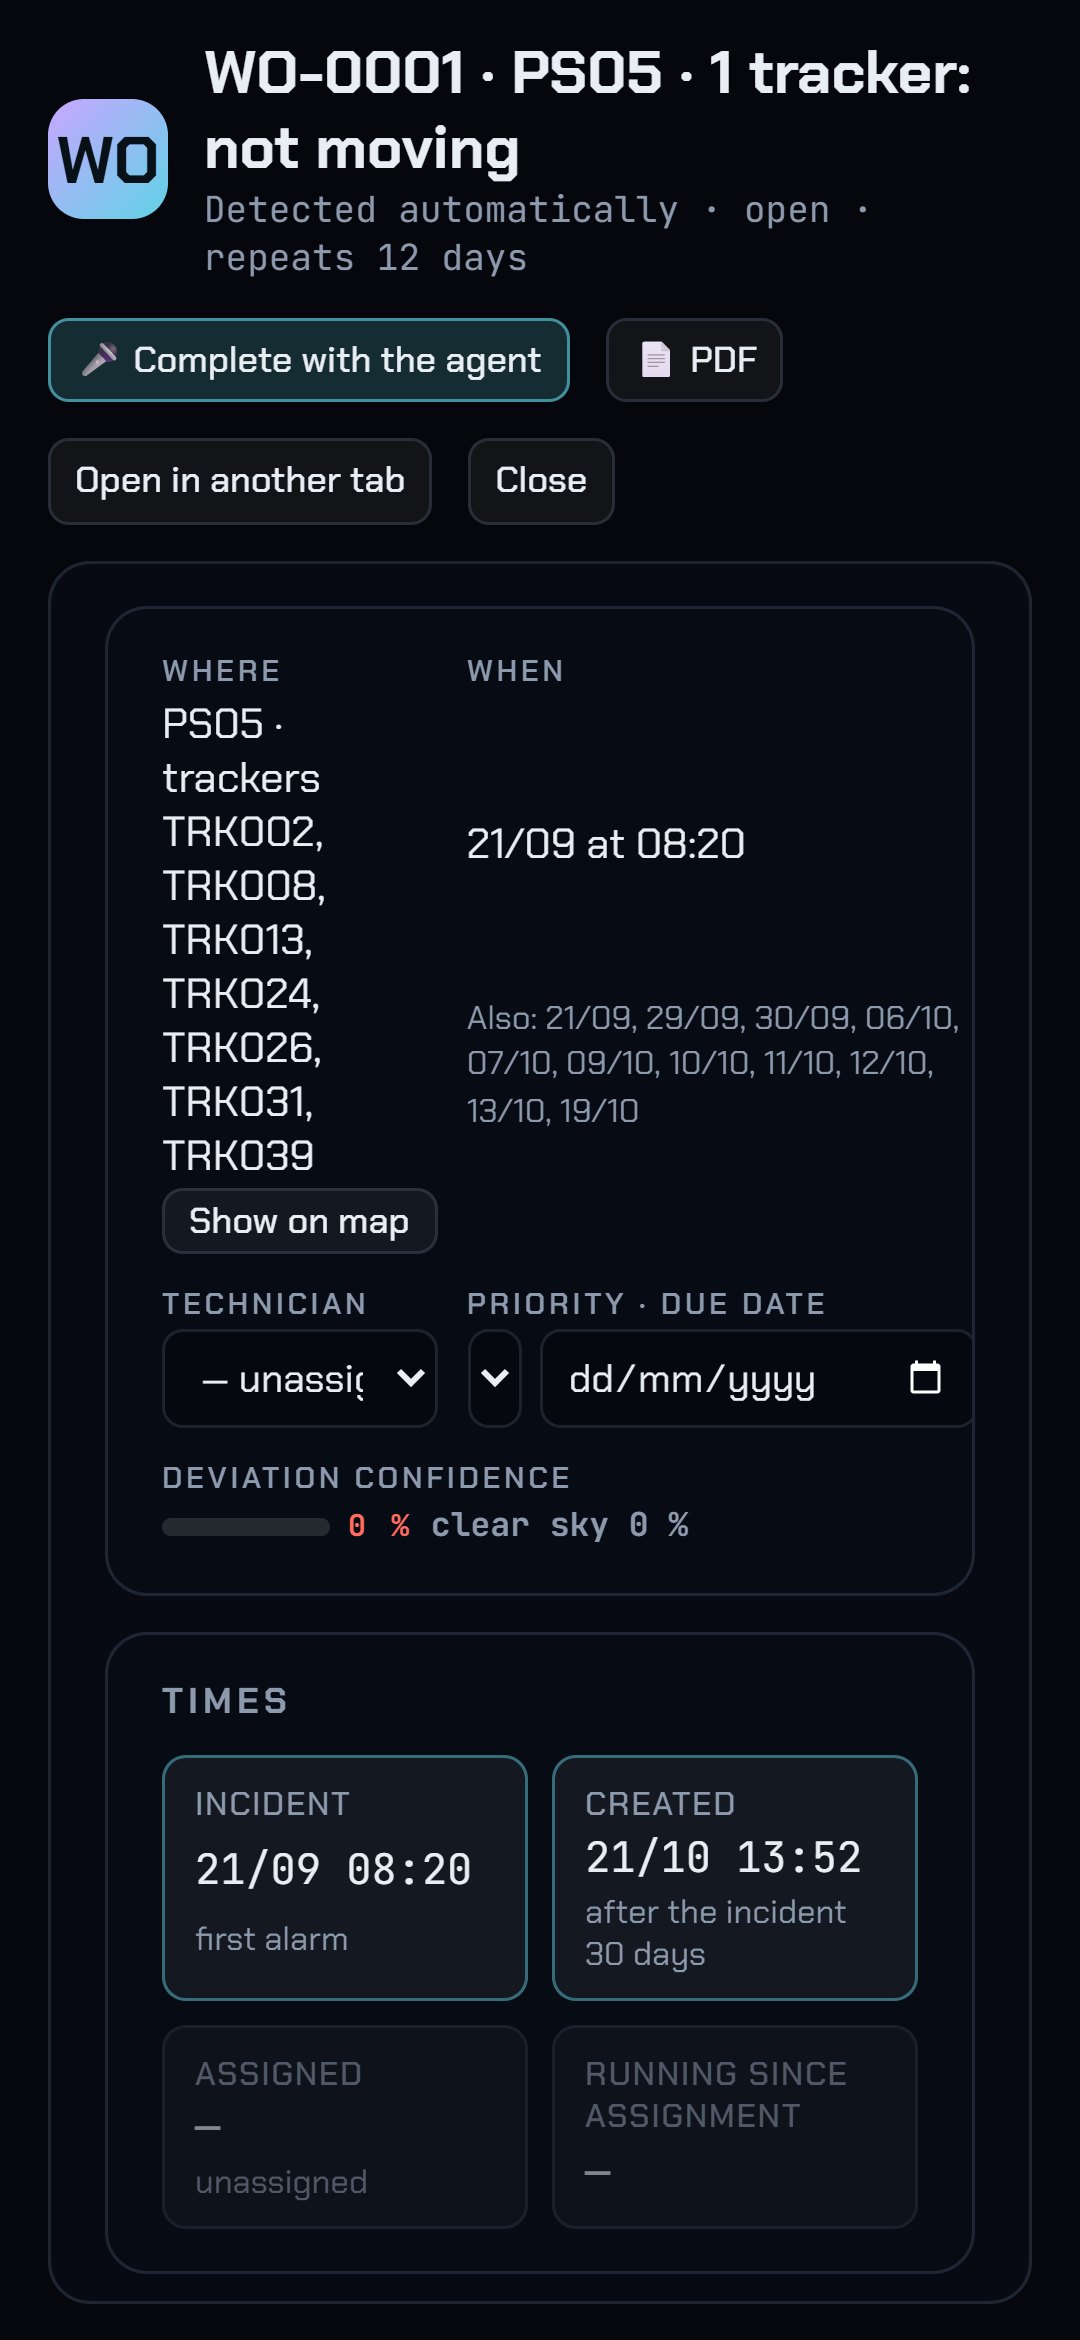 WO
WO-0001 · PS05 · 1 tracker:
not moving
Detected automatically · open ·
repeats 12 days
Complete with the agent
PDF
Open in another tab
Close
WHERE
PS05 ·
trackers
TRK002,
TRK008,
TRK013,
TRK024,
TRK026,
TRK031,
TRK039
Show on map
WHEN
21/09 at 08:20
Also: 21/09, 29/09, 30/09, 06/10,
07/10, 09/10, 10/10, 11/10, 12/10,
13/10, 19/10
TECHNICIAN
— unassig
PRIORITY · DUE DATE
dd/mm/yyyy
DEVIATION CONFIDENCE
0 % clear sky 0 %
TIMES
INCIDENT
21/09 08:20
first alarm
CREATED
21/10 13:52
after the incident
30 days
ASSIGNED
—
unassigned
RUNNING SINCE
ASSIGNMENT
—